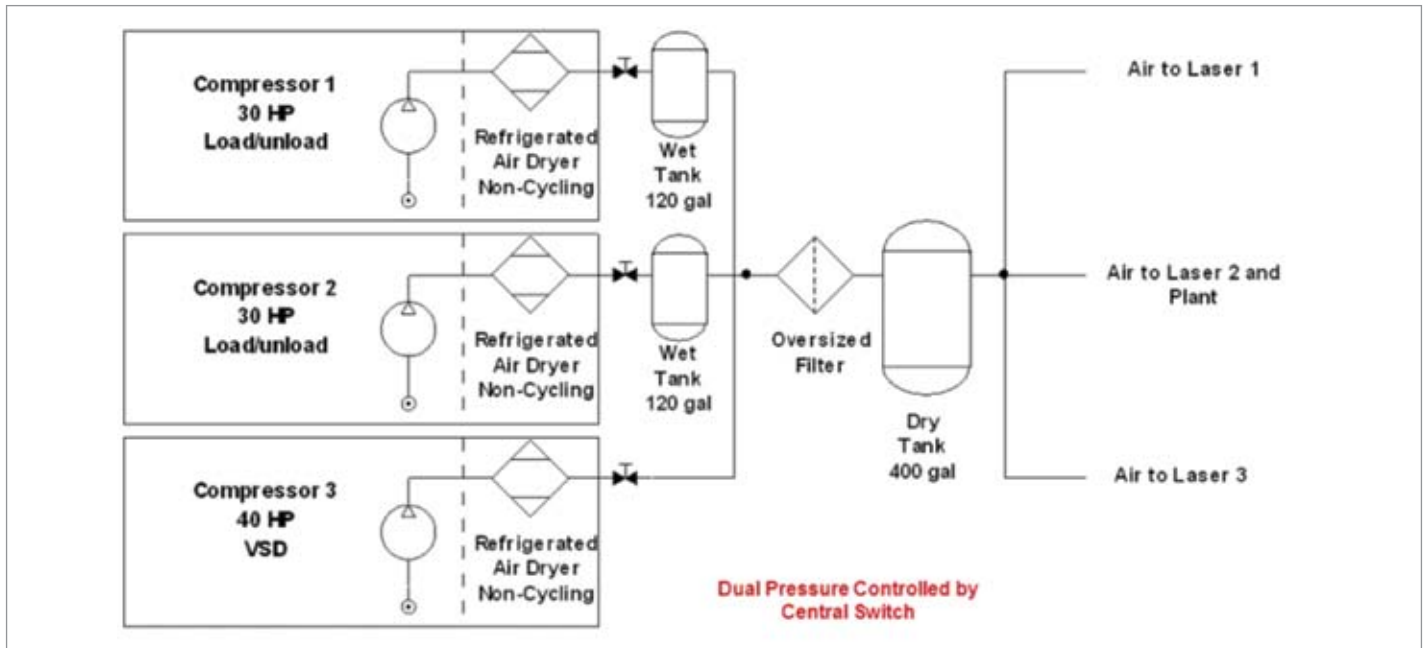 Compressor 1
30 HP
Load/unload
Refrigerated
Air Dryer
Non-Cycling
Wet
Tank
120 gal
Compressor 2
30 HP
Load/unload
Refrigerated
Air Dryer
Non-Cycling
Wet
Tank
120 gal
Compressor 3
40 HP
VSD
Refrigerated
Air Dryer
Non-Cycling
Oversized
Filter
Dry
Tank
400 gal
Air to Laser 1
Air to Laser 2 and
Plant
Air to Laser 3
Dual Pressure Controlled by
Central Switch